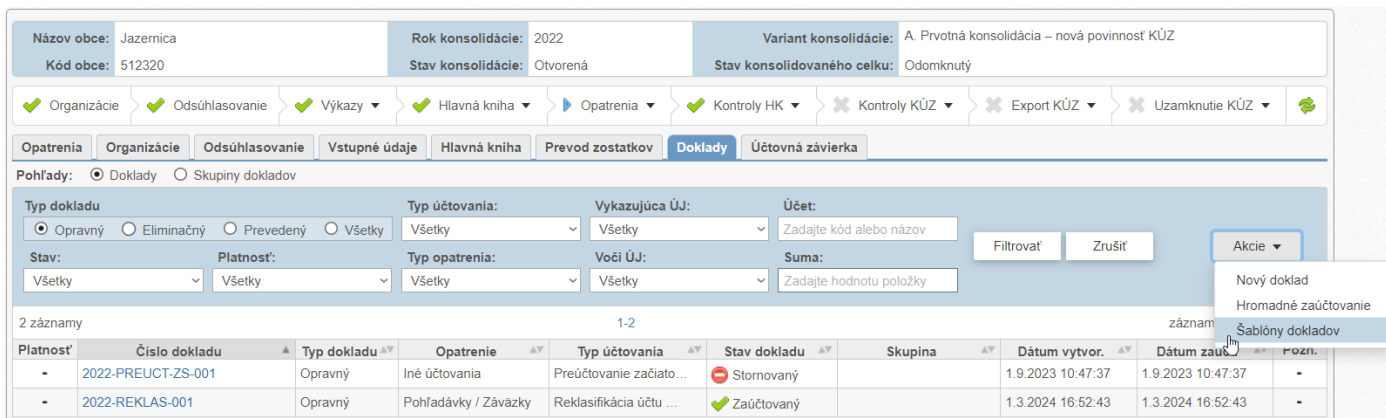 Názov obce: Jazernica Rok konsolidácie: 2022 Variant konsolidácie: A. Prvotná konsolidácia – nová povinnosť KÚZ
Kód obce: 512320 Stav konsolidácie: Otvorená Stav konsolidovaného celku: Odomknutý
Organizácie Odsúhlasovanie Výkazy Hlavná kniha Opatrenia Kontroly HK Kontroly KÚZ Export KÚZ Uzamknutie KÚZ
Opatrenia Organizácie Odsúhlasovanie Vstupné údaje Hlavná kniha Prevod zostatkov Doklady Účtovná závierka
Pohľady: Doklady Skupiny dokladov
Typ dokladu Typ účtovania: Vykazujúca ÚJ: Účet:
Opravný Eliminačný Prevedený Všetky Všetky Všetky Zadajte kód alebo názov
Filtrovať Zrušiť Akcie
Stav: Platnosť: Typ opatrenia: Voči ÚJ: Suma:
Všetky Všetky Všetky Všetky Zadajte hodnotu položky
Nový doklad
Hromadné zaúčtovanie
Šablóny dokladov
2 záznamy 1-2 záznam
Platnosť Číslo dokladu Typ dokladu Opatrenie Typ účtovania Stav dokladu Skupina Dátum vytvor. Dátum zaúč. Pozn.
- 2022-PREUCT-ZS-001 Opravný Iné účtovania Preúčtovanie začiato... Stornovaný 1.9.2023 10:47:37 1.9.2023 10:47:37 -
- 2022-REKLAS-001 Opravný Pohľadávky / Záväzky Reklasifikácia účtu ... Zaúčtovaný 1.3.2024 16:52:43 1.3.2024 16:52:43 -